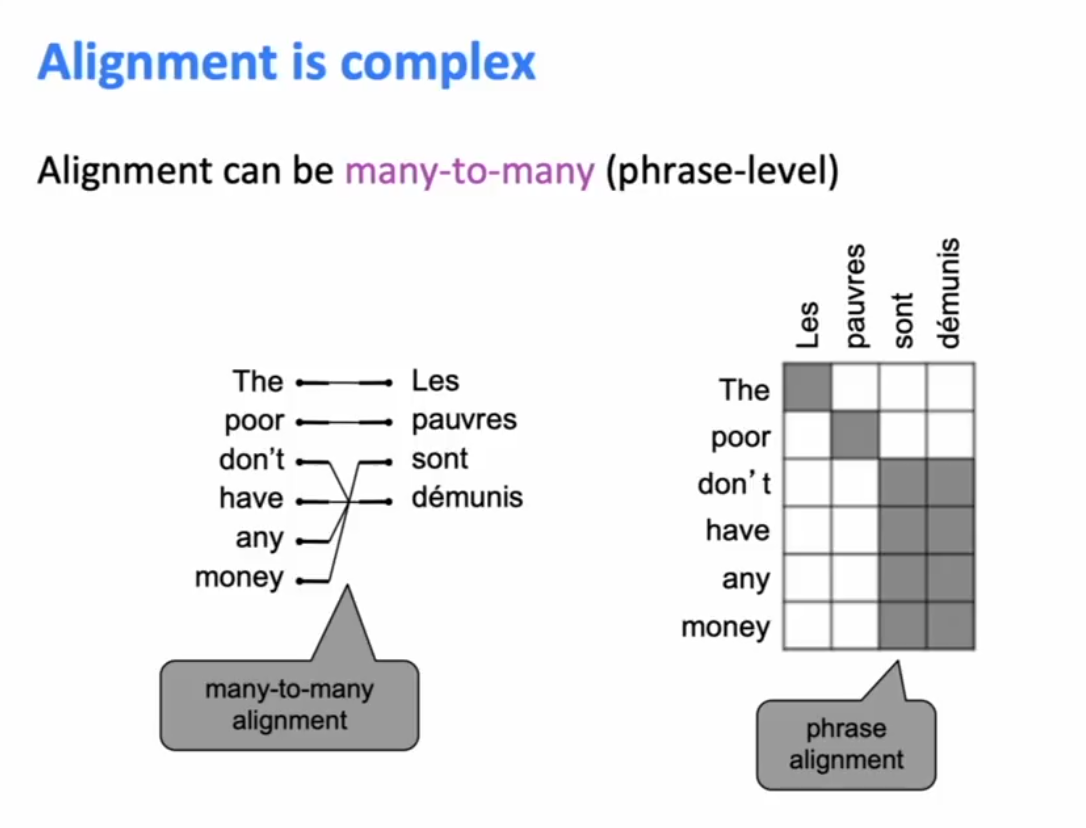 Alignment is complex
Alignment can be many-to-many (phrase-level)
The Les
poor pauvres
don't sont
have démunis
any
money
many-to-many
alignment
Les pauvres sont démunis
The
poor
don't
have
any
money
phrase
alignment